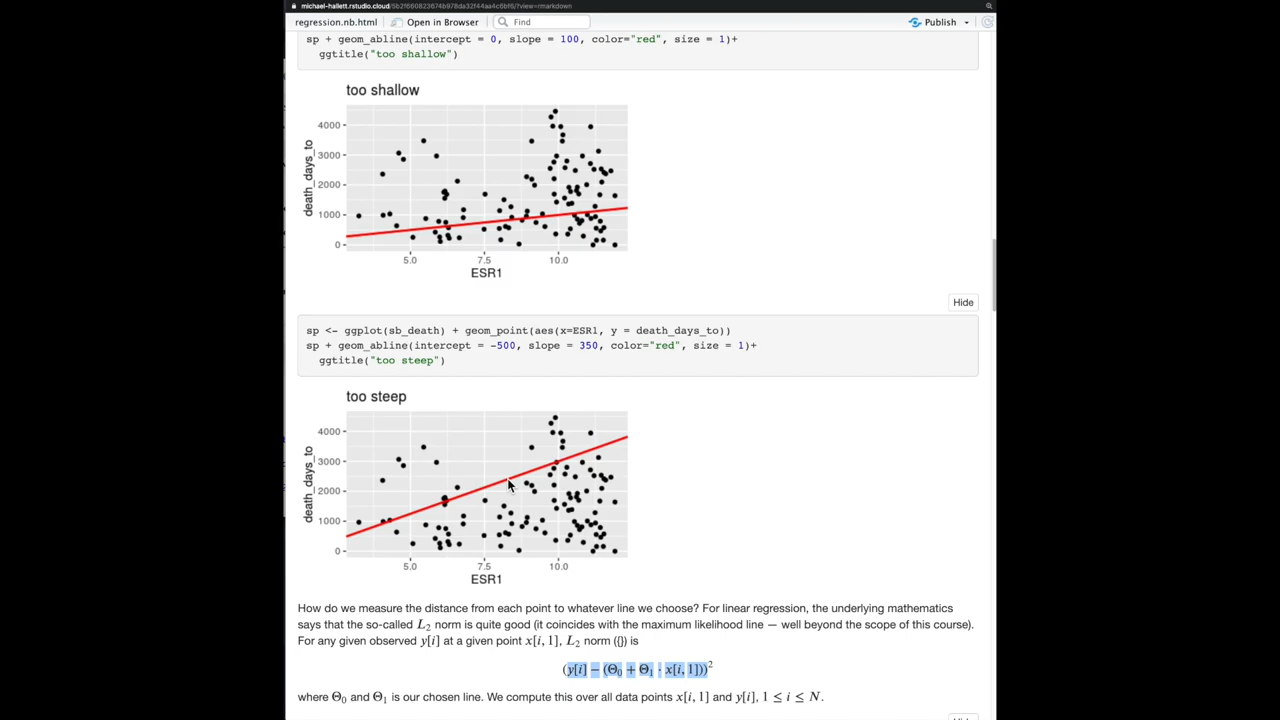 michael-hallett.rstudio.cloud/5b2f660823674b978da32f44aa4c6bf6/?view=rmarkdown
regression.nb.html Open in Browser Find Publish
sp + geom_abline(intercept = 0, slope = 100, color="red", size = 1)+
ggtitle("too shallow")
too shallow
4000
3000
2000
1000
0
death_days_to
5.0 7.5 10.0
ESR1
Hide
sp <- ggplot(sb_death) + geom_point(aes(x=ESR1, y = death_days_to))
sp + geom_abline(intercept = -500, slope = 350, color="red", size = 1)+
ggtitle("too steep")
too steep
4000
3000
2000
1000
0
death_days_to
5.0 7.5 10.0
ESR1
How do we measure the distance from each point to whatever line we choose? For linear regression, the underlying mathematics
says that the so-called L₂ norm is quite good (it coincides with the maximum likelihood line — well beyond the scope of this course).
For any given observed y[i] at a given point x[i, 1], L₂ norm ({}) is
(y[i] − (Θ₀ + Θ₁ · x[i, 1]))²
where Θ₀ and Θ₁ is our chosen line. We compute this over all data points x[i, 1] and y[i], 1 ≤ i ≤ N.